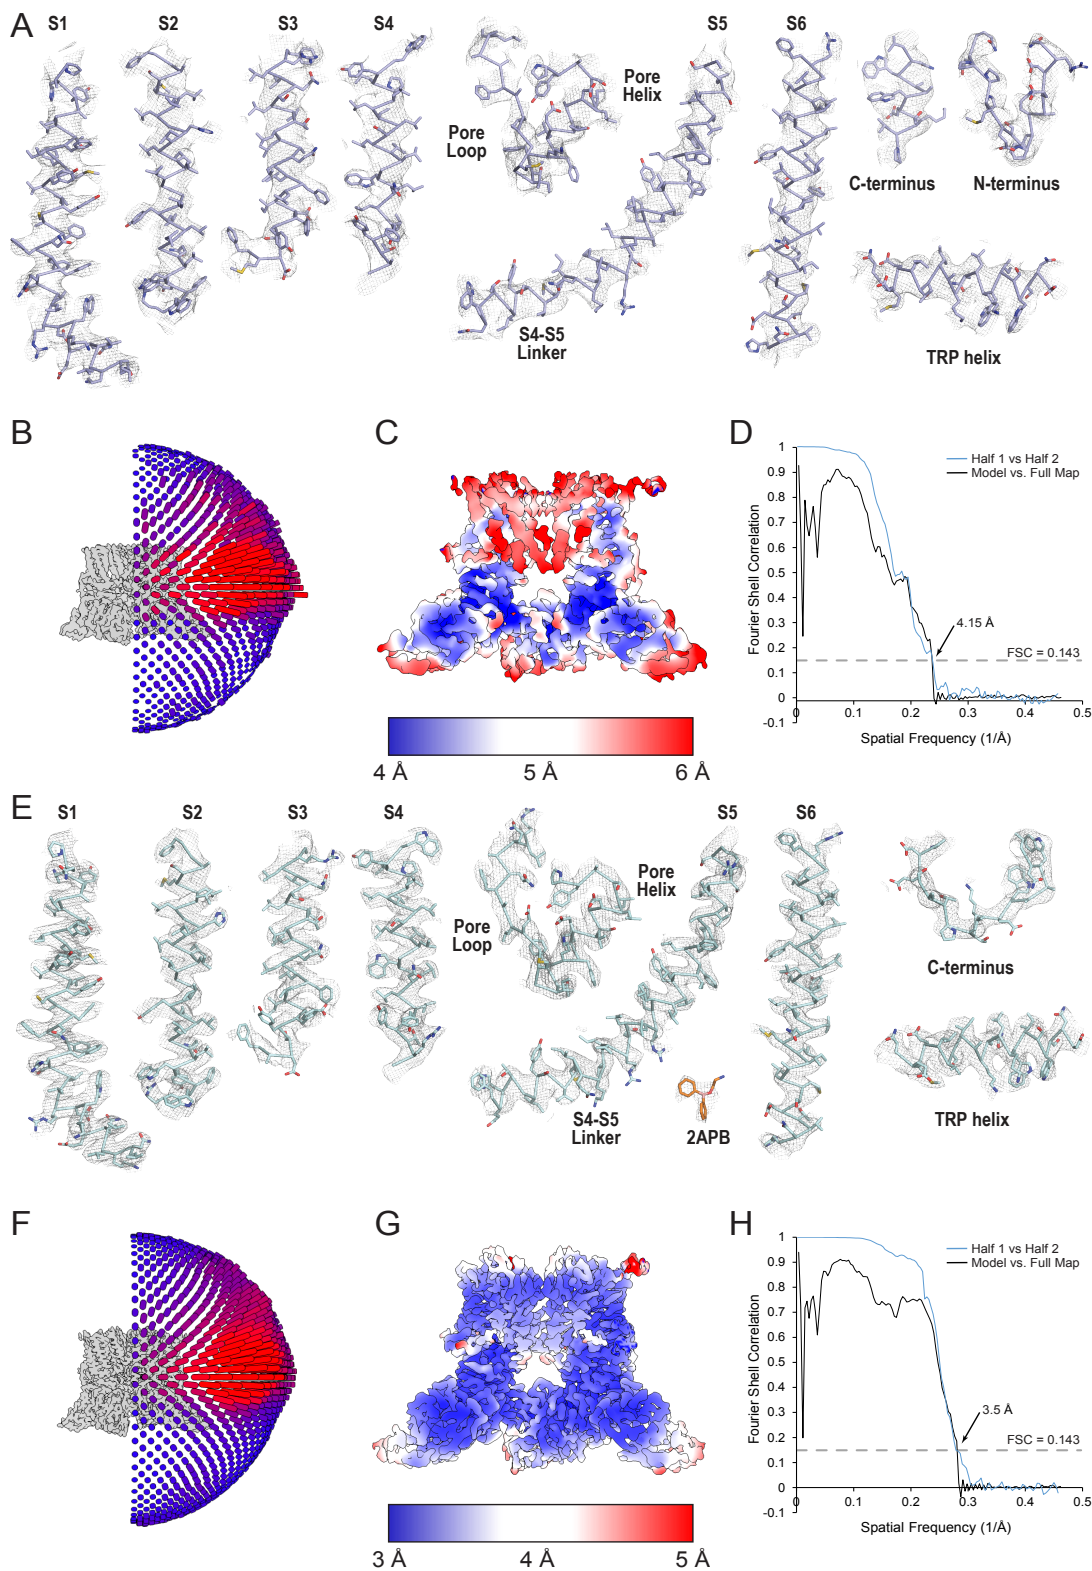 A
S1
S2
S3
S4
S5
S6
Pore
Helix
Pore
Loop
C-terminus
N-terminus
S4-S5
Linker
TRP helix
B
C
D
4 Å
5 Å
6 Å
Half 1 vs Half 2
Model vs. Full Map
Fourier Shell Correlation
1
0.9
0.8
0.7
0.6
0.5
0.4
0.3
0.2
0.1
0
-0.1
4.15 Å
FSC = 0.143
0
0.1
0.2
0.3
0.4
0.5
Spatial Frequency (1/Å)
E
S1
S2
S3
S4
S5
S6
Pore
Helix
Pore
Loop
C-terminus
S4-S5
Linker
2APB
TRP helix
F
G
H
3 Å
4 Å
5 Å
Half 1 vs Half 2
Model vs. Full Map
Fourier Shell Correlation
1
0.9
0.8
0.7
0.6
0.5
0.4
0.3
0.2
0.1
0
-0.1
3.5 Å
FSC = 0.143
0
0.1
0.2
0.3
0.4
0.5
Spatial Frequency (1/Å)